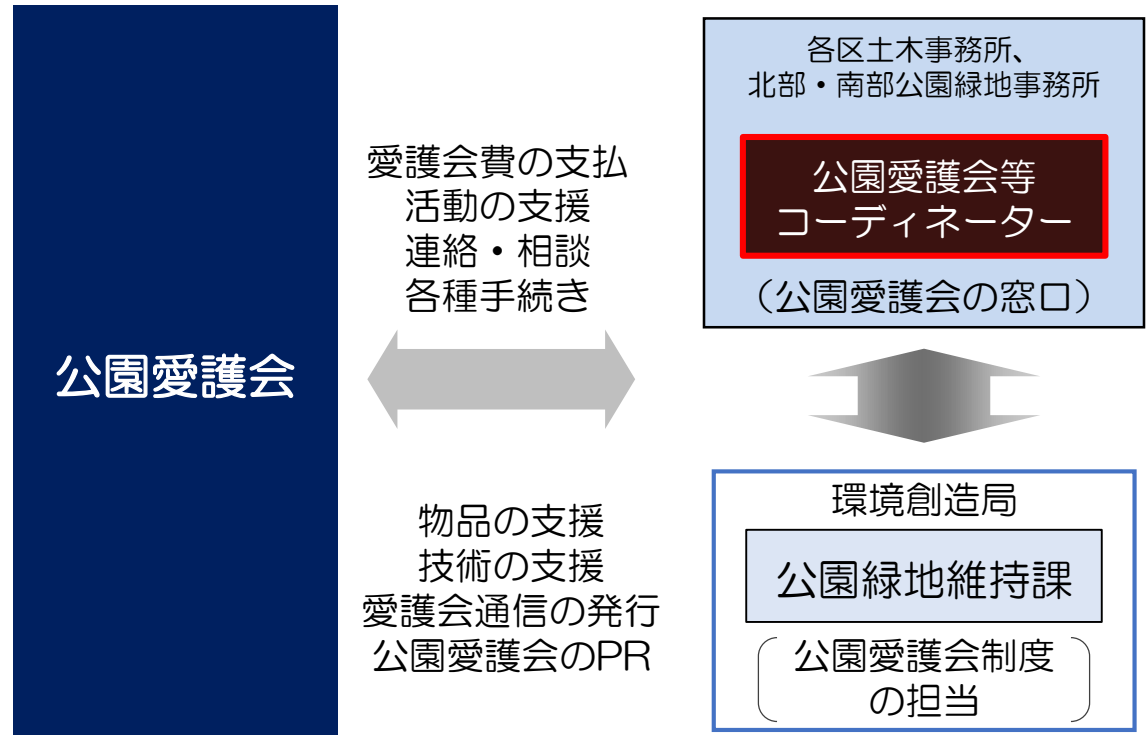 公園愛護会
愛護会費の支払
活動の支援
連絡・相談
各種手続き
物品の支援
技術の支援
愛護会通信の発行
公園愛護会のPR
各区土木事務所、
北部・南部公園緑地事務所
公園愛護会等
コーディネーター
（公園愛護会の窓口）
環境創造局
公園緑地維持課
公園愛護会制度
の担当